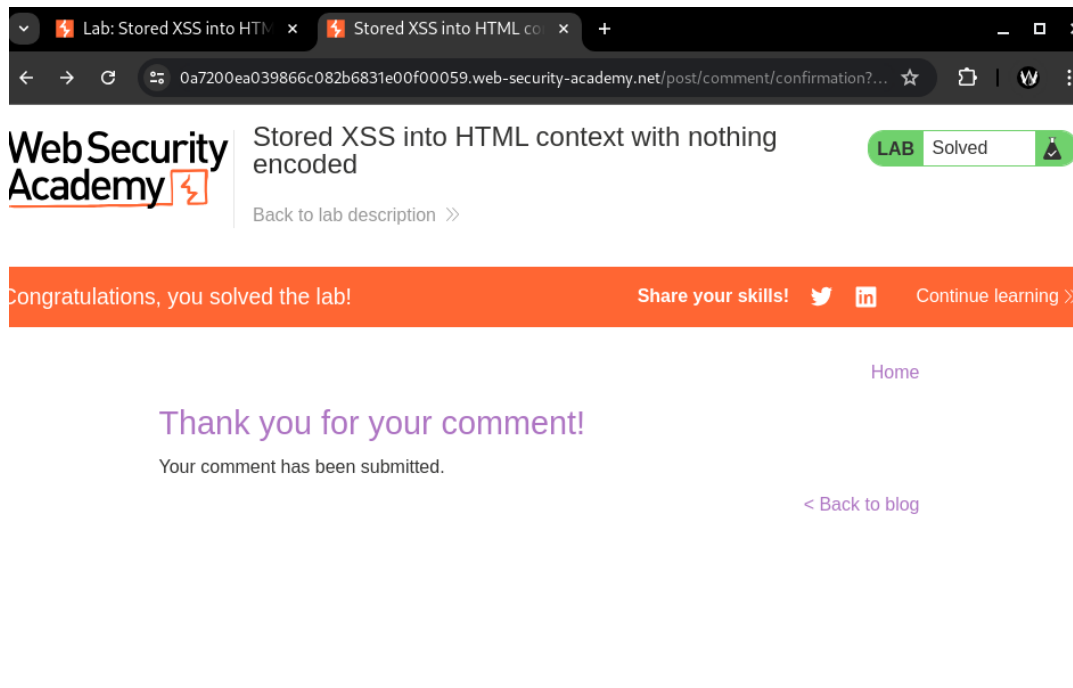 Lab: Stored XSS into HTM
Stored XSS into HTML co
0a7200ea039866c082b6831e00f00059.web-security-academy.net/post/comment/confirmation?...
W
Web Security
Academy
Stored XSS into HTML context with nothing
encoded
LAB Solved
Back to lab description
Congratulations, you solved the lab!
Share your skills!
in
Continue learning
Home
Thank you for your comment!
Your comment has been submitted.
< Back to blog